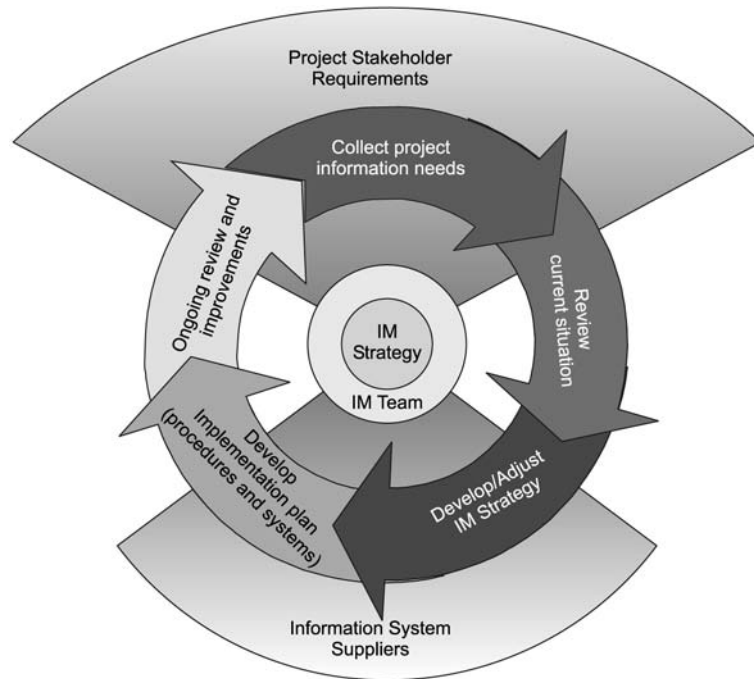 Project Stakeholder
Requirements
Collect project
information needs
Review
current situation
Develop/Adjust
IM Strategy
Develop
Implementation plan
(procedures and systems)
Ongoing review and
improvements
IM
Strategy
IM Team
Information System
Suppliers